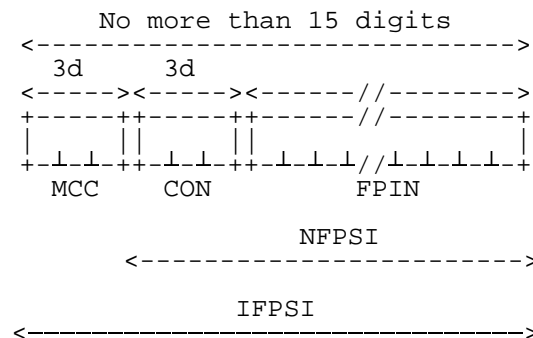 No more than 15 digits
<------------------------------>
3d 3d
<-----><-----><------//-------->
+-----++-----++------//--------+
| || || |
+-┴-┴-++-┴-┴-++-┴-┴-┴-//┴-┴-┴-┴-+
MCC CON FPIN
NFPSI
<----------------------->
IFPSI
<------------------------------>